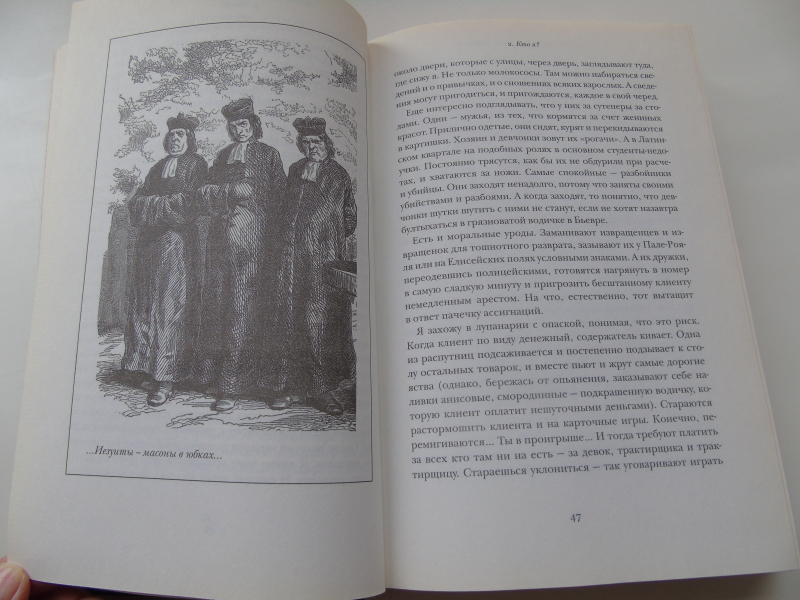 ...Иезуиты – масоны в юбках...
2. Кто я?
около двери, которые с улицы, через дверь, заглядывают туда,
где сижу я. Не только молокососы. Там можно набираться све-
дений и о привычках, и о сношениях всяких взрослых. А сведе-
ния могут пригодиться, и пригождаются, каждое в свой черед.
Еще интересно подглядывать, что у них за сутенеры за сто-
лами. Одни – мужья, из тех, что кормятся за счет женниных
красот. Прилично одетые, они сидят, курят и перекидываются
в картишки. Хозяин и девчонки зовут их «рогачи». А в Латин-
ском квартале на подобных ролях в основном студенты-недо-
учки. Постоянно трясутся, как бы их не обдурили при расче-
тах, и хватаются за ножи. Самые спокойные – разбойники
и убийцы. Они заходят ненадолго, потому что заняты своими
убийствами и разбоями. А когда заходят, то понятно, что дев-
чонки шутки шутить с ними не станут, если не хотят назавтра
бултыхаться в грязноватой водичке в Бьевре.
Есть и моральные уроды. Заманивают извращенцев и из-
вращенок для тошнотного разврата, зазывают их у Пале-Роя-
ля или на Елисейских полях условными знаками. А их дружки,
переодевшись полицейскими, готовятся нагрянуть в номер
в самую сладкую минуту и пригрозить бесштанному клиенту
немедленным арестом. На что, естественно, тот вытащит
в ответ пачечку ассигнаций.
Я захожу в лупанарии с опаской, понимая, что это риск.
Когда клиент по виду денежный, содержатель кивает. Одна
из распутниц подсаживается и постепенно подзывает к сто-
лу остальных товарок, и вместе пьют и жрут самые дорогие
яства (однако, бережась от опьянения, заказывают себе на-
ливки анисовые, смородинные – подкрашенную водичку, ко-
торую клиент оплатит нешуточными деньгами). Стараются
растормошить клиента и на карточные игры. Конечно, пе-
ремигиваются... Ты в проигрыше... И тогда требуют платить
за всех кто там ни на есть – за девок, трактирщика и трак-
тирщицу. Стараешься уклониться – так уговаривают играть
47